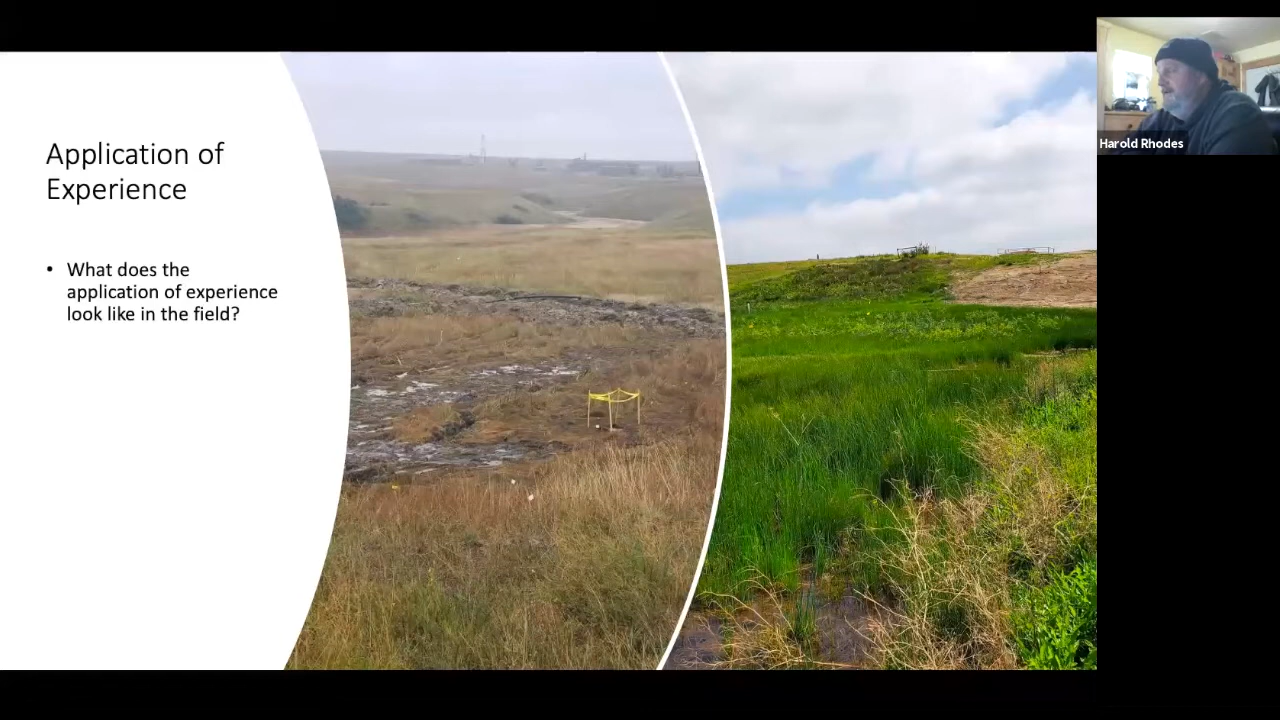 Application of
Experience
• What does the
application of experience
look like in the field?
Harold Rhodes